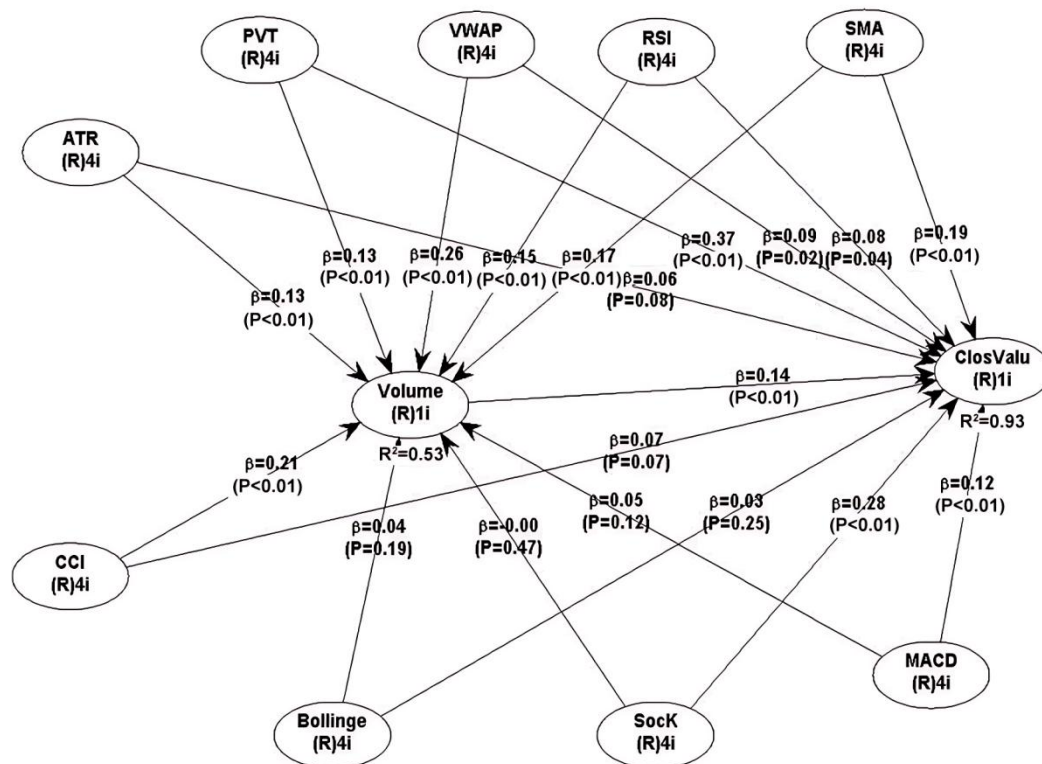 PVT
(R)4i
VWAP
(R)4i
RSI
(R)4i
SMA
(R)4i
ATR
(R)4i
β=0.13
(P<0.01)
β=0.26
(P<0.01)
β=0.15
(P<0.01)
β=0.17
(P<0.01)
β=0.06
(P=0.08)
β=0.37
(P<0.01)
β=0.09
(P=0.02)
β=0.08
(P=0.04)
β=0.19
(P<0.01)
β=0.13
(P<0.01)
Volume
(R)1i
R²=0.53
β=0.14
(P<0.01)
ClosValu
(R)1i
R²=0.93
β=0.21
(P<0.01)
β=0.07
(P=0.07)
β=0.04
(P=0.19)
β=-0.00
(P=0.47)
β=0.05
(P=0.12)
β=0.03
(P=0.25)
β=0.28
(P<0.01)
β=0.12
(P<0.01)
CCI
(R)4i
Bollinge
(R)4i
SocK
(R)4i
MACD
(R)4i